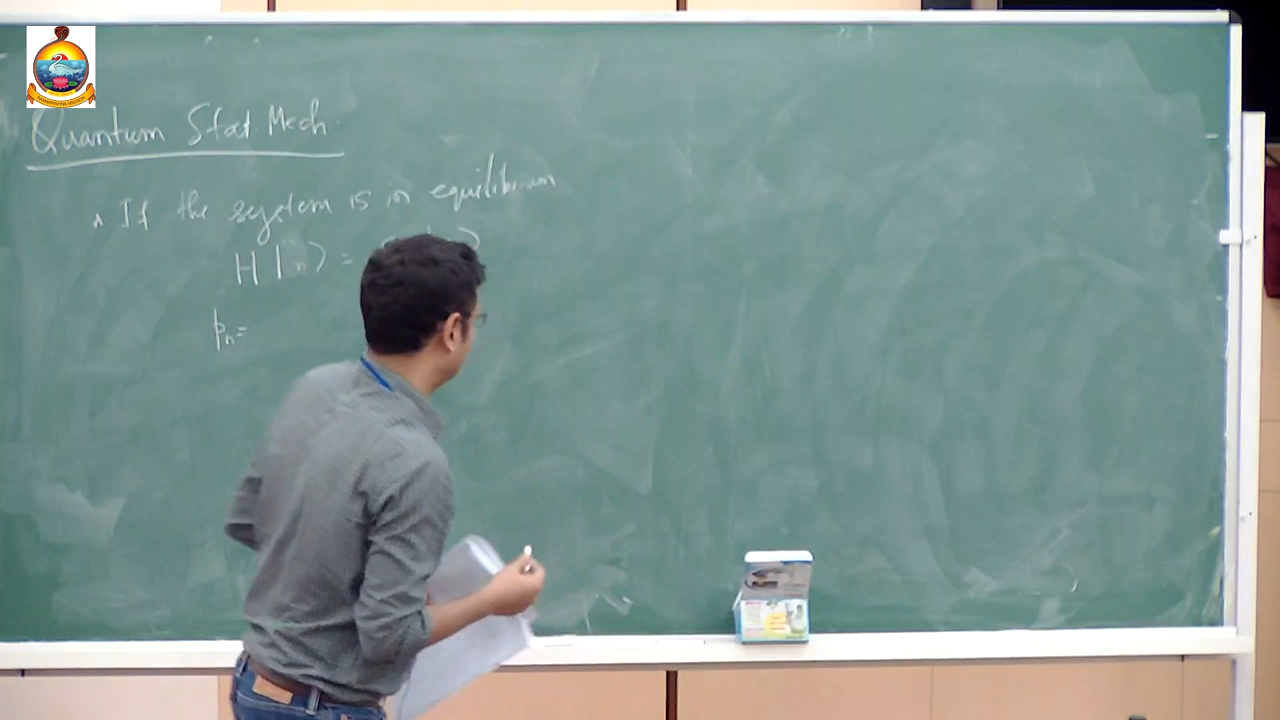 Quantum Stat. Mech.
If the system is in equilibrium
H |n⟩ =
pn=